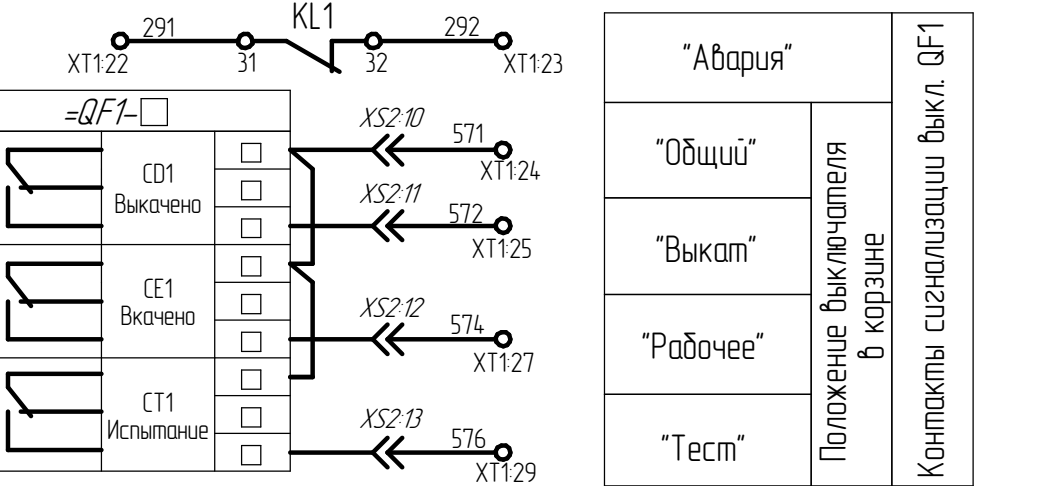 KL1
291
292
XT1:22
31
32
XT1:23
=QF1-
XS2:10
571
XT1:24
CD1
Выкачено
XS2:11
572
XT1:25
CE1
Вкачено
XS2:12
574
XT1:27
CT1
Испытание
XS2:13
576
XT1:29
"Авария"
"Общий"
"Выкат"
"Рабочее"
"Тест"
Положение выключателя
в корзине
Контакты сигнализации выкл. QF1